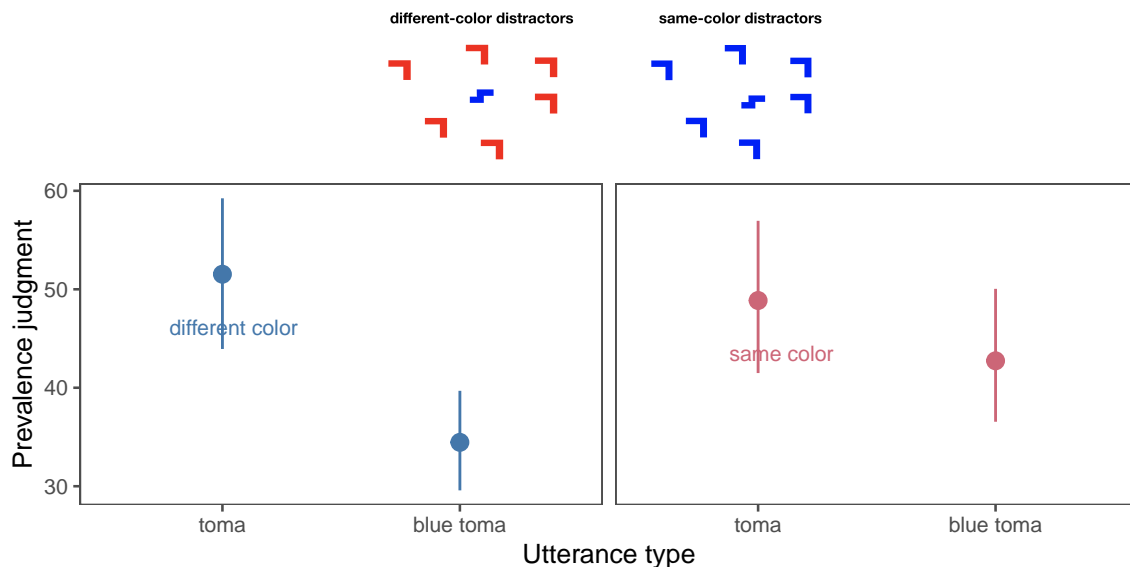 different-color distractors
same-color distractors
Prevalence judgment
60
50
40
30
different color
same color
toma
blue toma
toma
blue toma
Utterance type